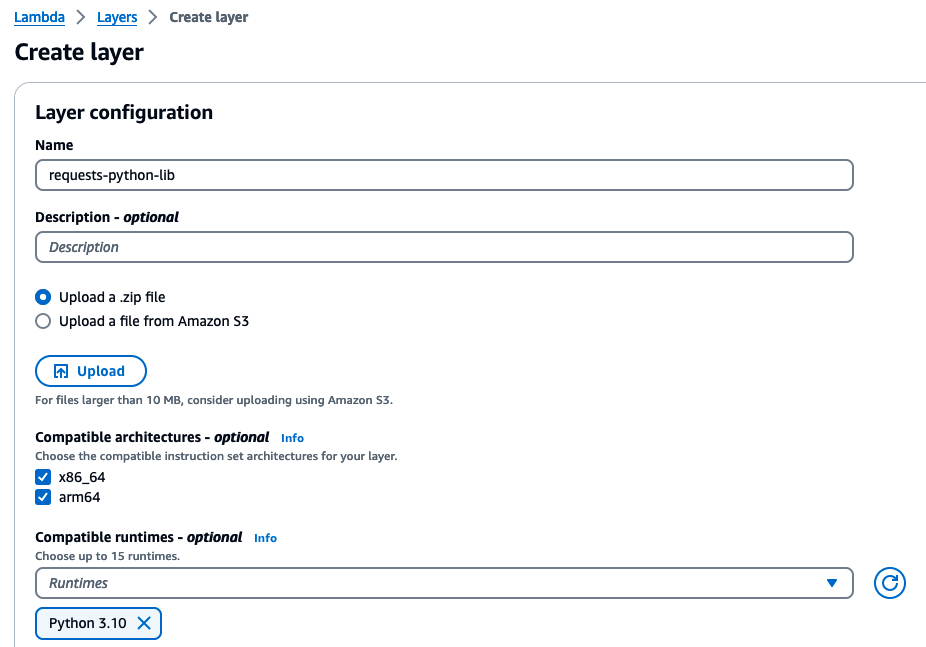 Lambda > Layers > Create layer
Create layer
Layer configuration
Name
requests-python-lib
Description - optional
Description
Upload a .zip file
Upload a file from Amazon S3
Upload
For files larger than 10 MB, consider uploading using Amazon S3.
Compatible architectures - optional Info
Choose the compatible instruction set architectures for your layer.
x86_64
arm64
Compatible runtimes - optional Info
Choose up to 15 runtimes.
Runtimes
Python 3.10